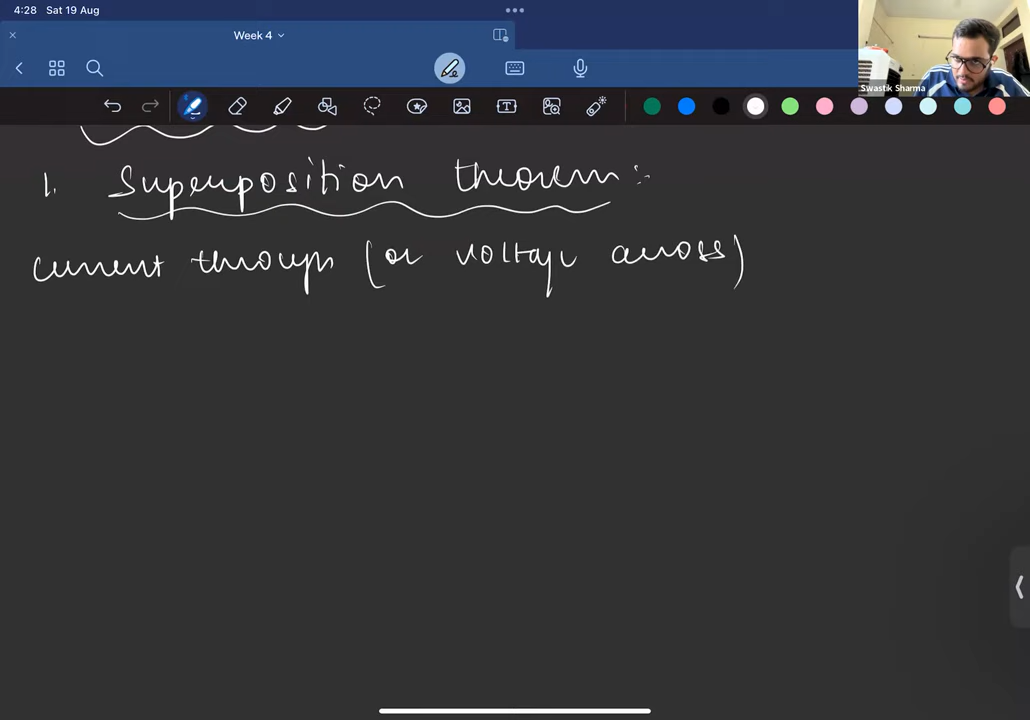 4:28 Sat 19 Aug
Week 4
Swastik Sharma
1. Superposition theorem :
current through (or voltage across)